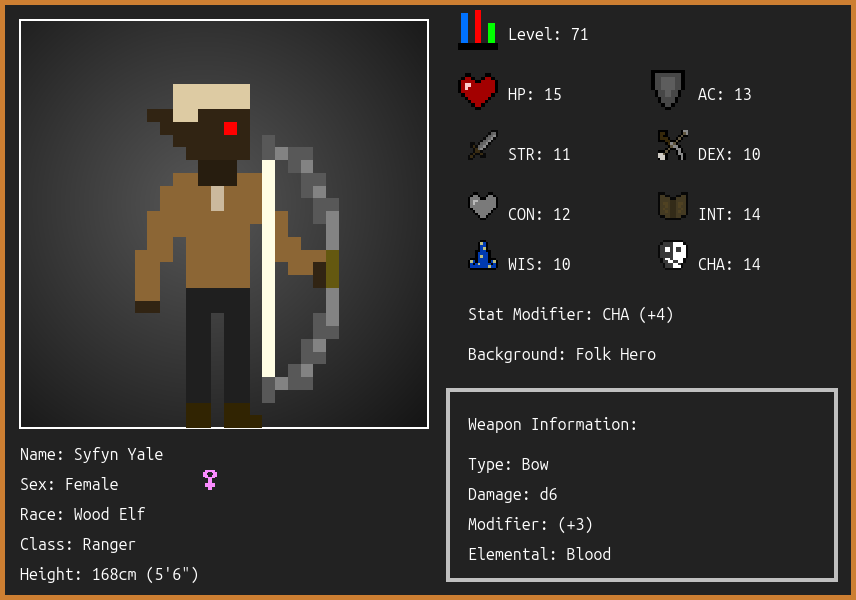 Level: 71
HP: 15
AC: 13
STR: 11
DEX: 10
CON: 12
INT: 14
WIS: 10
CHA: 14
Stat Modifier: CHA (+4)
Background: Folk Hero
Weapon Information:
Type: Bow
Damage: d6
Modifier: (+3)
Elemental: Blood
Name: Syfyn Yale
Sex: Female
Race: Wood Elf
Class: Ranger
Height: 168cm (5'6")